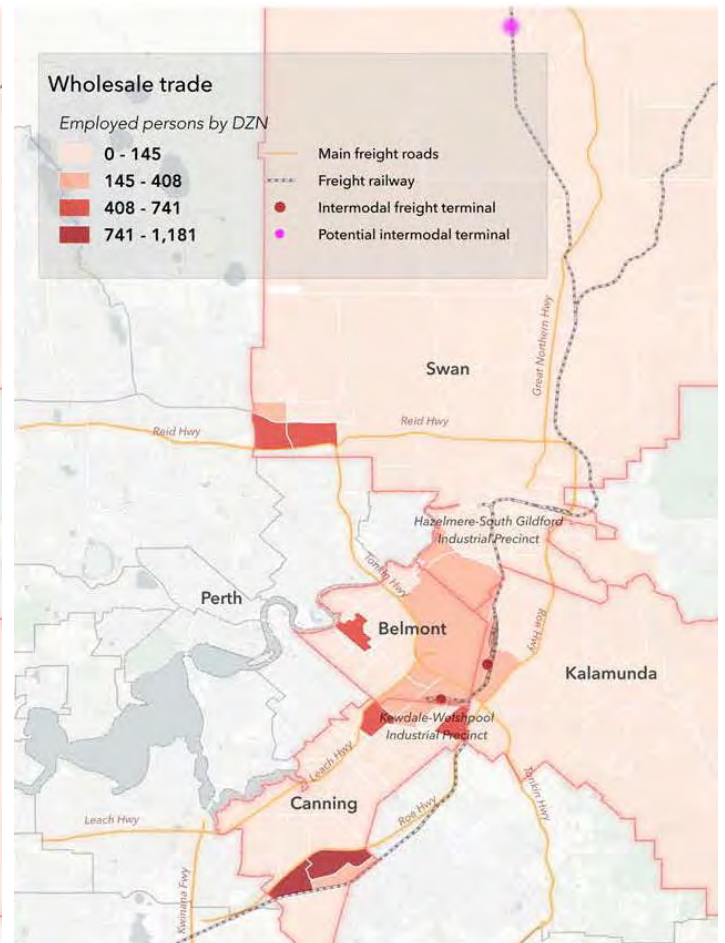 Wholesale trade
Employed persons by DZN
0 - 145
145 - 408
408 - 741
741 - 1,181
Main freight roads
Freight railway
Intermodal freight terminal
Potential intermodal terminal
Great Northern Hwy
Swan
Reid Hwy
Reid Hwy
Hazelmere-South Gildford
Industrial Precinct
Tonkin Hwy
Perth
Belmont
Roe Hwy
Kalamunda
Kewdale-Welshpool
Industrial Precinct
Leach Hwy
Tonkin Hwy
Canning
Roe Hwy
Leach Hwy
Kwinana Fwy